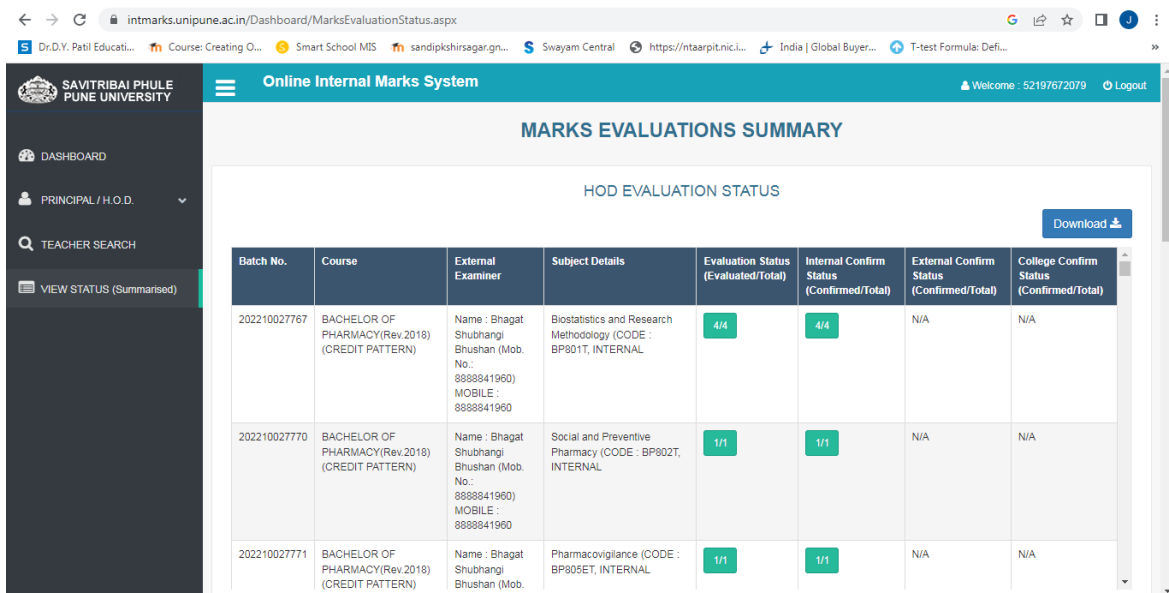 intmarks.unipune.ac.in/Dashboard/MarksEvaluationStatus.aspx
G
J
S Dr.D.Y. Patil Educati... Course: Creating O... Smart School MIS sandipkshirsagar.gn... S Swayam Central https://ntaarpit.nic.i... India | Global Buyer... T-test Formula: Defi... »
SAVITRIBAI PHULE
PUNE UNIVERSITY
Online Internal Marks System
Welcome : 52197672079 Logout
DASHBOARD
PRINCIPAL / H.O.D.
TEACHER SEARCH
VIEW STATUS (Summarised)
MARKS EVALUATIONS SUMMARY
HOD EVALUATION STATUS
Download
Batch No.
Course
External
Examiner
Subject Details
Evaluation Status
(Evaluated/Total)
Internal Confirm
Status
(Confirmed/Total)
External Confirm
Status
(Confirmed/Total)
College Confirm
Status
(Confirmed/Total)
202210027767
BACHELOR OF
PHARMACY(Rev.2018)
(CREDIT PATTERN)
Name : Bhagat
Shubhangi
Bhushan (Mob.
No.:
8888841960)
MOBILE :
8888841960
Biostatistics and Research
Methodology (CODE :
BP801T, INTERNAL
4/4
4/4
N/A
N/A
202210027770
BACHELOR OF
PHARMACY(Rev.2018)
(CREDIT PATTERN)
Name : Bhagat
Shubhangi
Bhushan (Mob.
No.:
8888841960)
MOBILE :
8888841960
Social and Preventive
Pharmacy (CODE : BP802T,
INTERNAL
1/1
1/1
N/A
N/A
202210027771
BACHELOR OF
PHARMACY(Rev.2018)
(CREDIT PATTERN)
Name : Bhagat
Shubhangi
Bhushan (Mob.
Pharmacovigilance (CODE :
BP805ET, INTERNAL
1/1
1/1
N/A
N/A